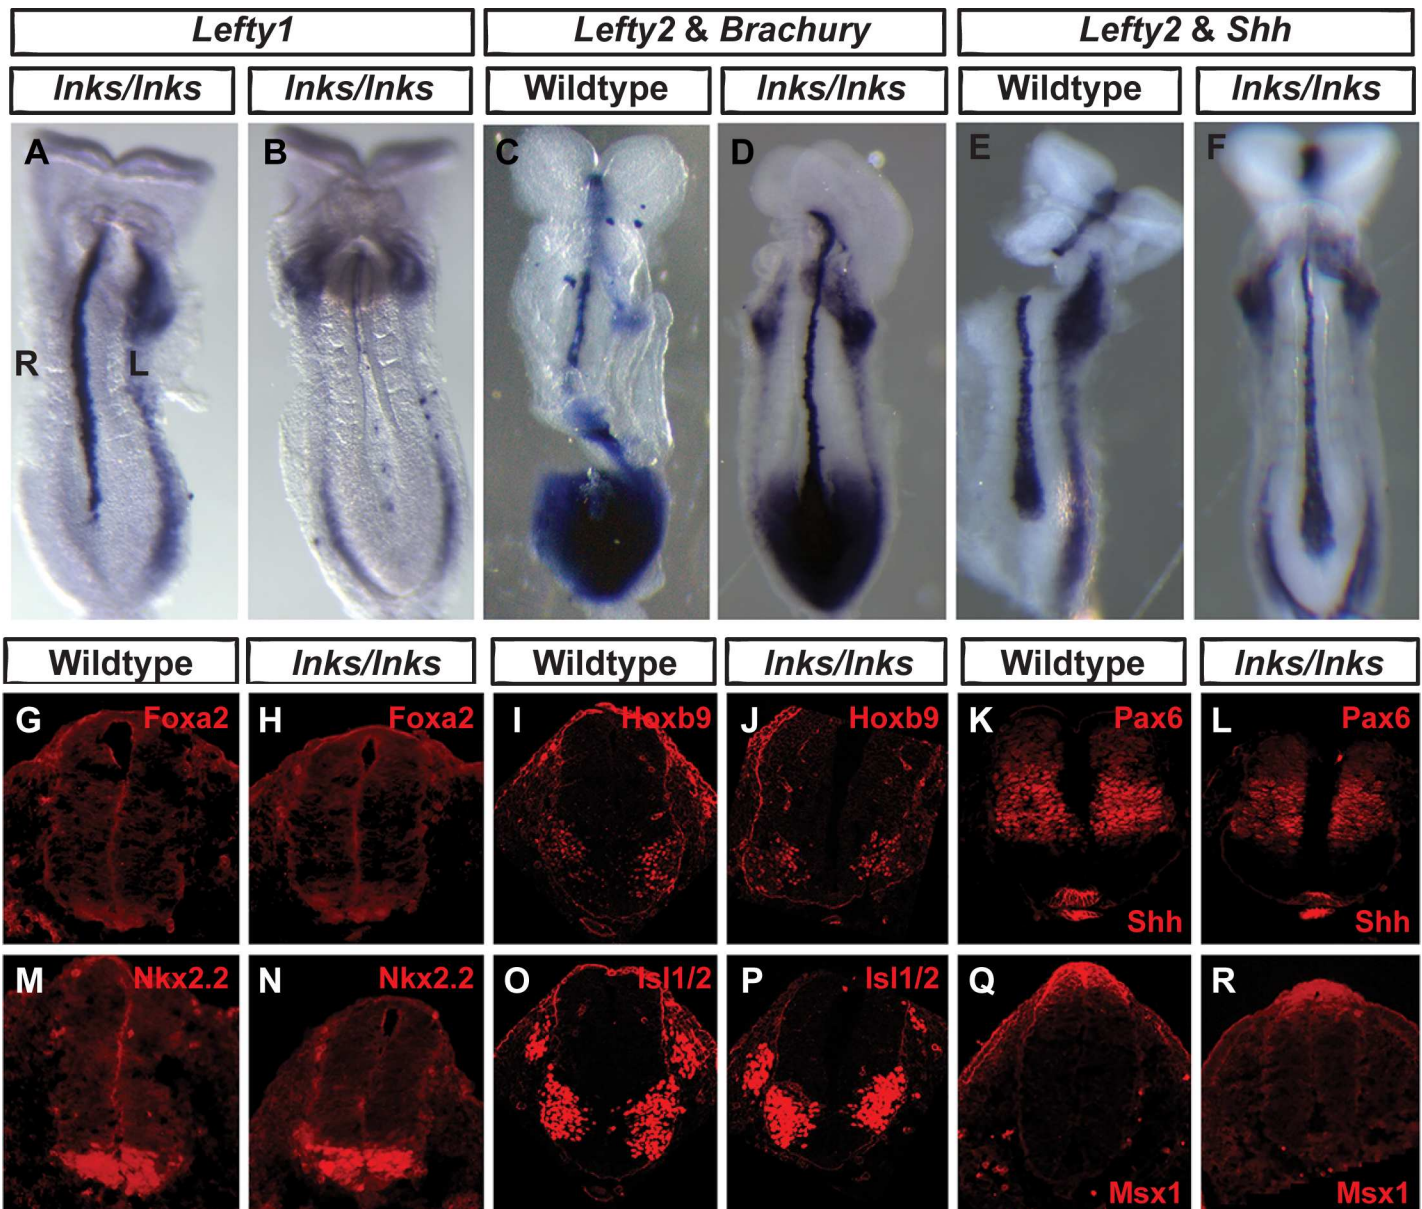 Lefty1 Lefty2 & Brachury Lefty2 & Shh
lnks/lnks lnks/lnks Wildtype lnks/lnks Wildtype lnks/lnks
A B C D E F
R L
Wildtype lnks/lnks Wildtype lnks/lnks Wildtype lnks/lnks
G Foxa2 H Foxa2 I Hoxb9 J Hoxb9 K Pax6 L Pax6
Shh Shh
M Nkx2.2 N Nkx2.2 O Isl1/2 P Isl1/2 Q R
Msx1 Msx1